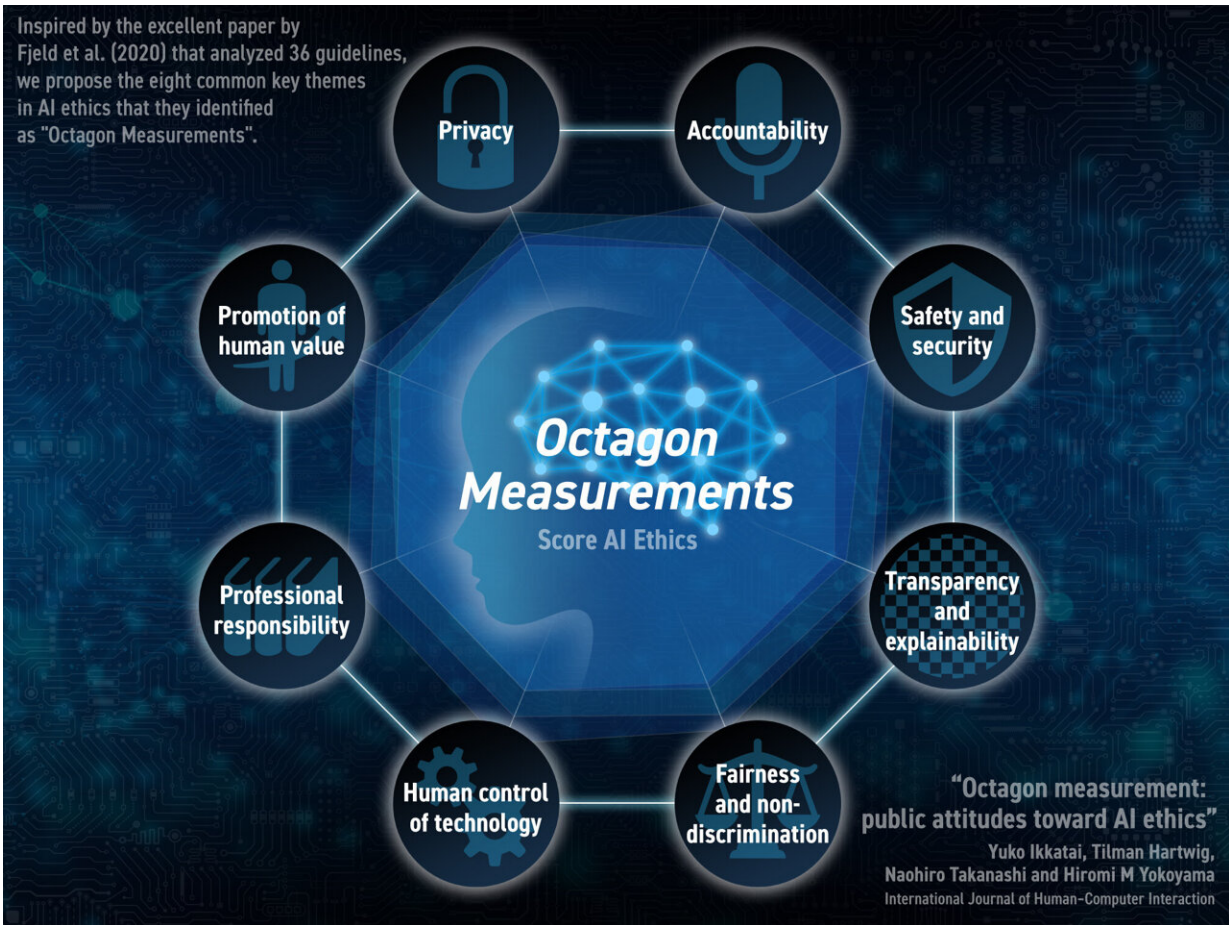 Inspired by the excellent paper by
Fjeld et al. (2020) that analyzed 36 guidelines,
we propose the eight common key themes
in AI ethics that they identified
as "Octagon Measurements".
Privacy
Accountability
Promotion of
human value
Safety and
security
Octagon
Measurements
Score AI Ethics
Professional
responsibility
Transparency
and
explainability
Human control
of technology
Fairness
and non-
discrimination
“Octagon measurement:
public attitudes toward AI ethics”
Yuko Ikkatai, Tilman Hartwig,
Naohiro Takanashi and Hiromi M Yokoyama
International Journal of Human-Computer Interaction